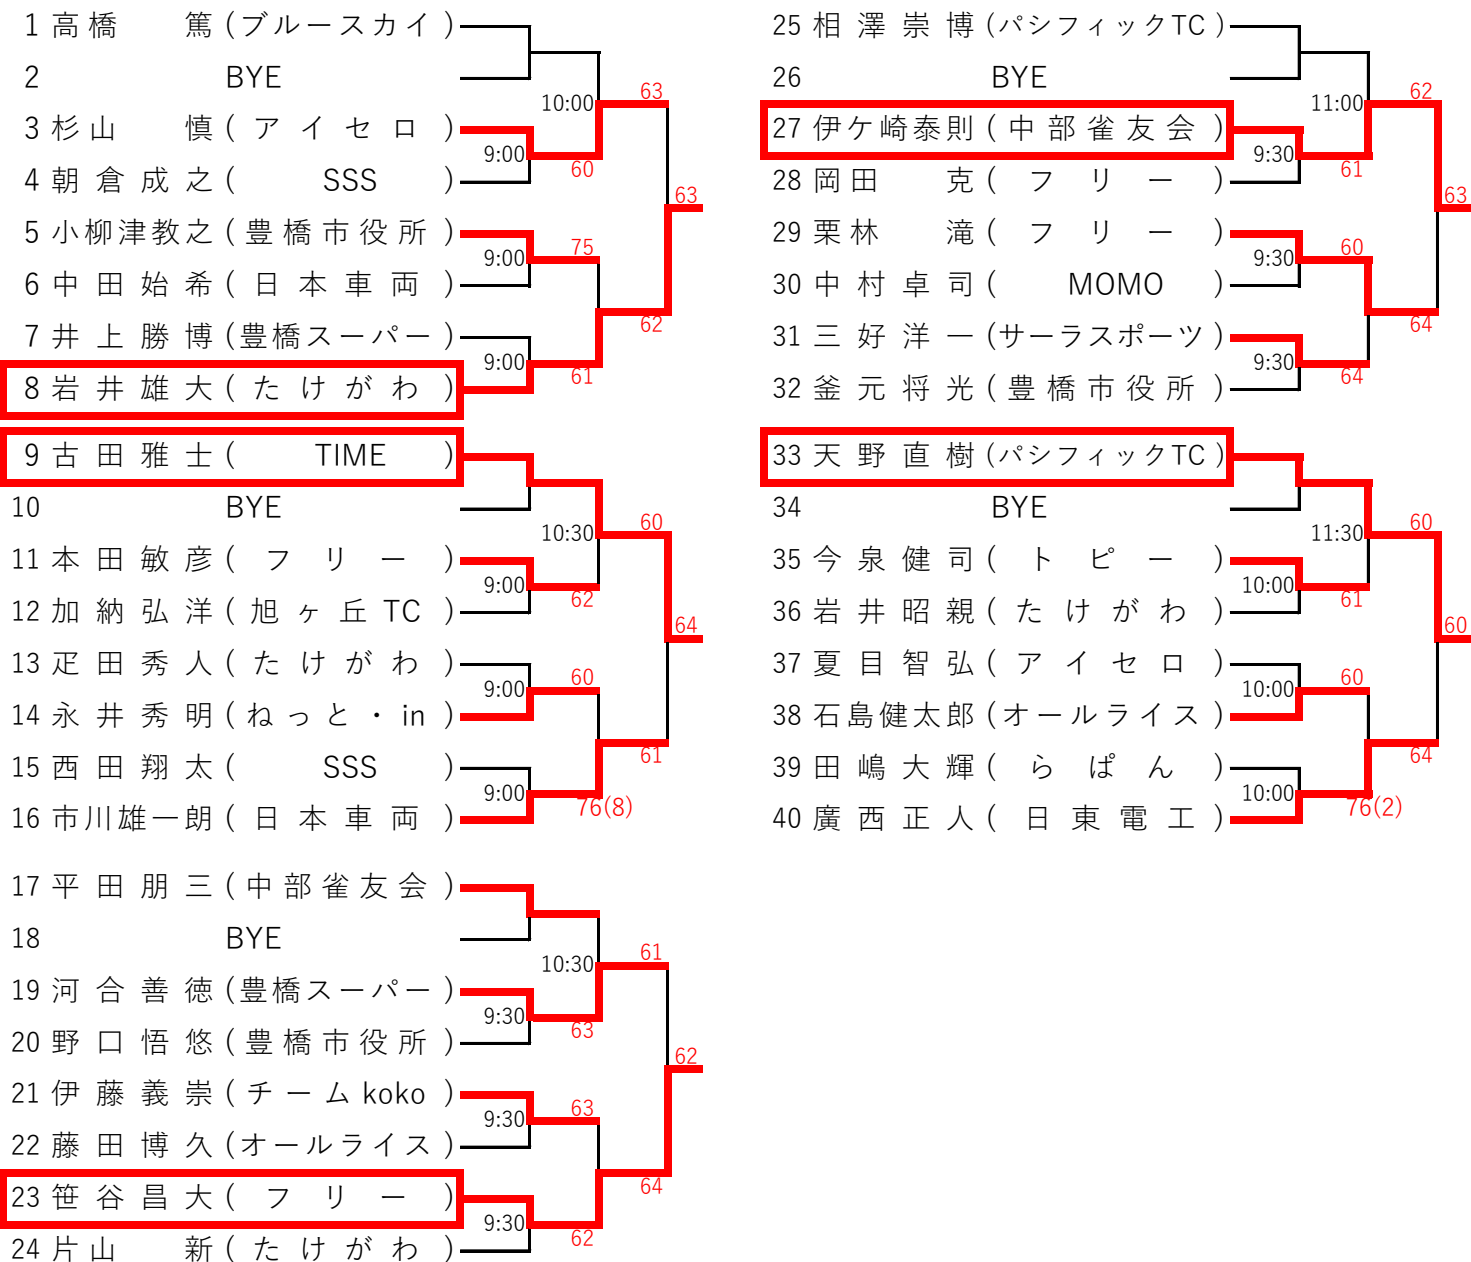 1 高橋 篤 (ブルースカイ)
2 BYE
10:00
63
3 杉山 慎 (アイセロ)
9:00
60
4 朝倉成之 (SSS)
63
5 小柳津教之 (豊橋市役所)
9:00
75
6 中田始希 (日本車両)
62
7 井上勝博 (豊橋スーパー)
9:00
61
8 岩井雄大 (たけがわ)
9 古田雅士 (TIME)
10 BYE
10:30
60
11 本田敏彦 (フリー)
9:00
62
12 加納弘洋 (旭ヶ丘TC)
64
13 疋田秀人 (たけがわ)
9:00
60
14 永井秀明 (ねっと・in)
61
15 西田翔太 (SSS)
9:00
76(8)
16 市川雄一朗 (日本車両)
17 平田朋三 (中部雀友会)
18 BYE
10:30
61
19 河合善徳 (豊橋スーパー)
9:30
63
20 野口悟悠 (豊橋市役所)
62
21 伊藤義崇 (チームkoko)
9:30
63
22 藤田博久 (オールライス)
64
23 笹谷昌大 (フリー)
9:30
62
24 片山 新 (たけがわ)
25 相澤崇博 (パシフィックTC)
26 BYE
11:00
62
27 伊ケ崎泰則 (中部雀友会)
9:30
61
28 岡田 克 (フリー)
63
29 栗林 滝 (フリー)
9:30
60
30 中村卓司 (MOMO)
64
31 三好洋一 (サーラスポーツ)
9:30
64
32 釜元将光 (豊橋市役所)
33 天野直樹 (パシフィックTC)
34 BYE
11:30
60
35 今泉健司 (トピー)
10:00
61
36 岩井昭親 (たけがわ)
60
37 夏目智弘 (アイセロ)
10:00
60
38 石島健太郎 (オールライス)
64
39 田嶋大輝 (らぱん)
10:00
76(2)
40 廣西正人 (日東電工)